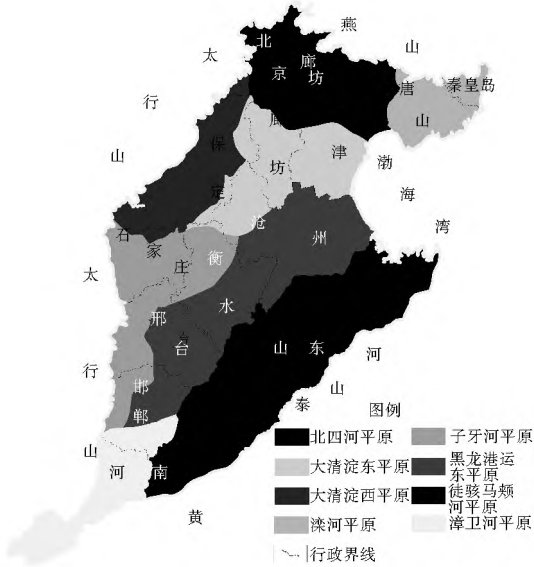 燕
山
太
行
山
北
京
廊
坊
唐
山
秦皇岛
保
定
廊
坊
津
渤
海
湾
沧
州
石
家
庄
衡
水
太
行
山
邢
台
邯
郸
山 东
河
泰 山
河 南
黄
图例
北四河平原
子牙河平原
大清淀东平原
黑龙港运
东平原
大清淀西平原
徒骇马颊
河平原
滦河平原
漳卫河平原
行政界线